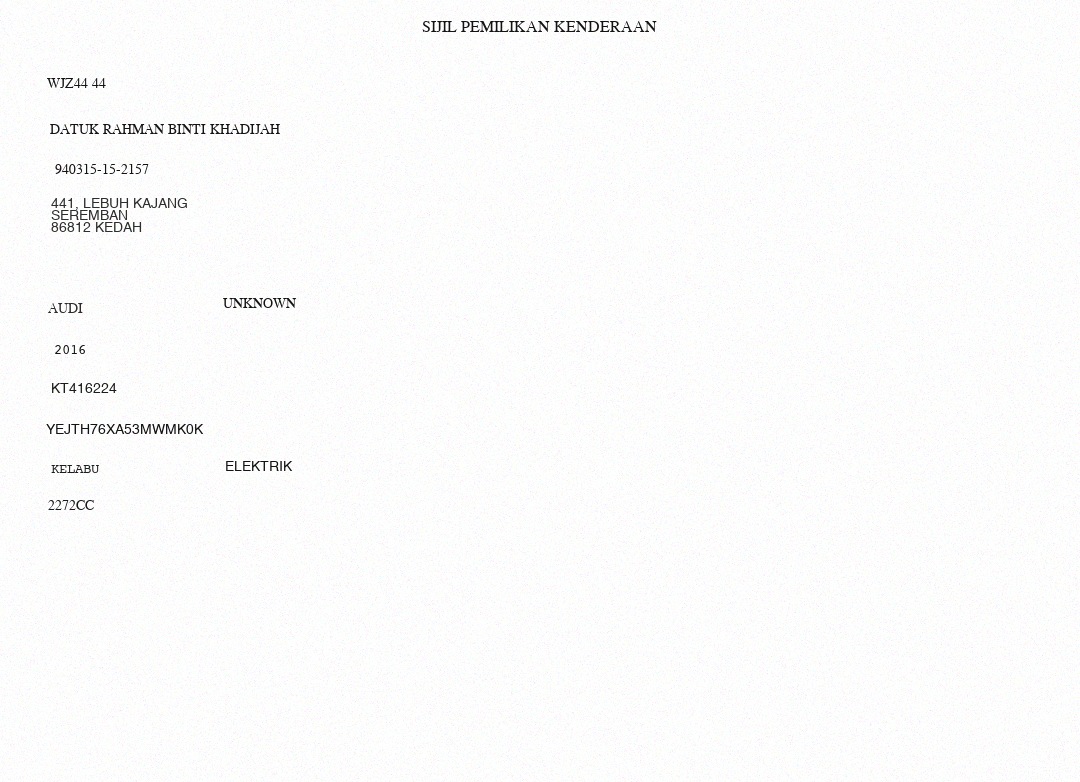 SIJIL PEMILIKAN KENDERAAN
WJZ44 44
DATUK RAHMAN BINTI KHADIJAH
940315-15-2157
441, LEBUH KAJANG
SEREMBAN
86812 KEDAH
AUDI UNKNOWN
2016
KT416224
YEJTH76XA53MWMK0K
KELABU ELEKTRIK
2272CC